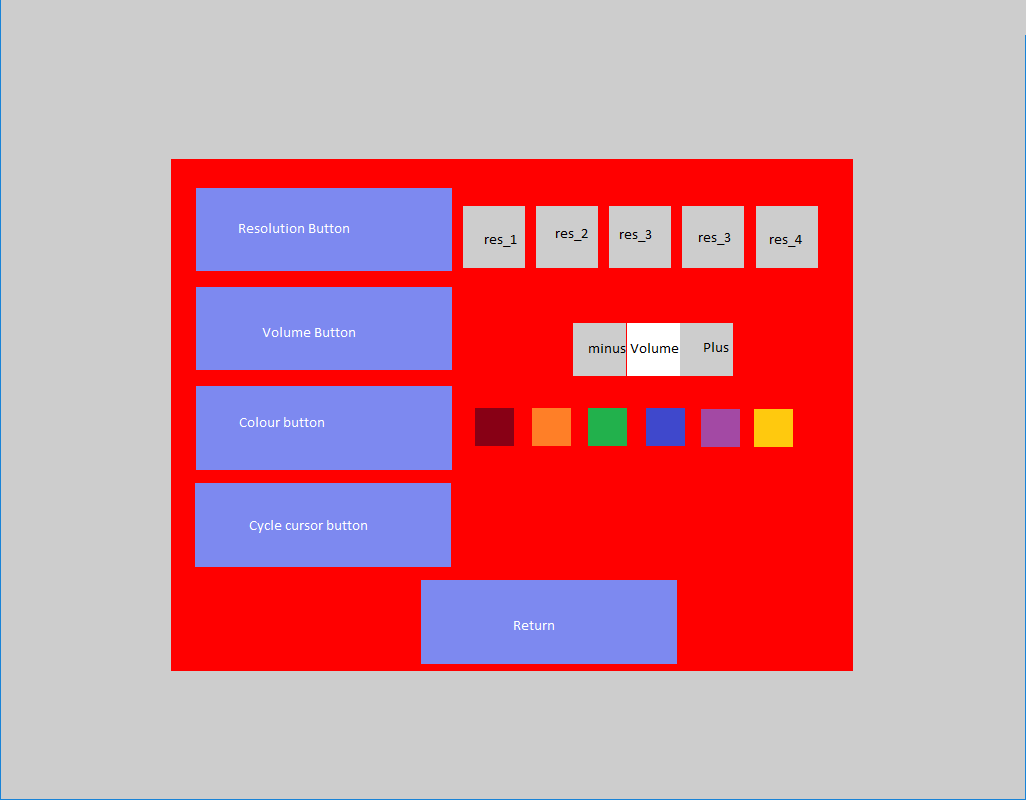 Resolution Button
res_1
res_2
res_3
res_3
res_4
Volume Button
minus
Volume
Plus
Colour button
Cycle cursor button
Return